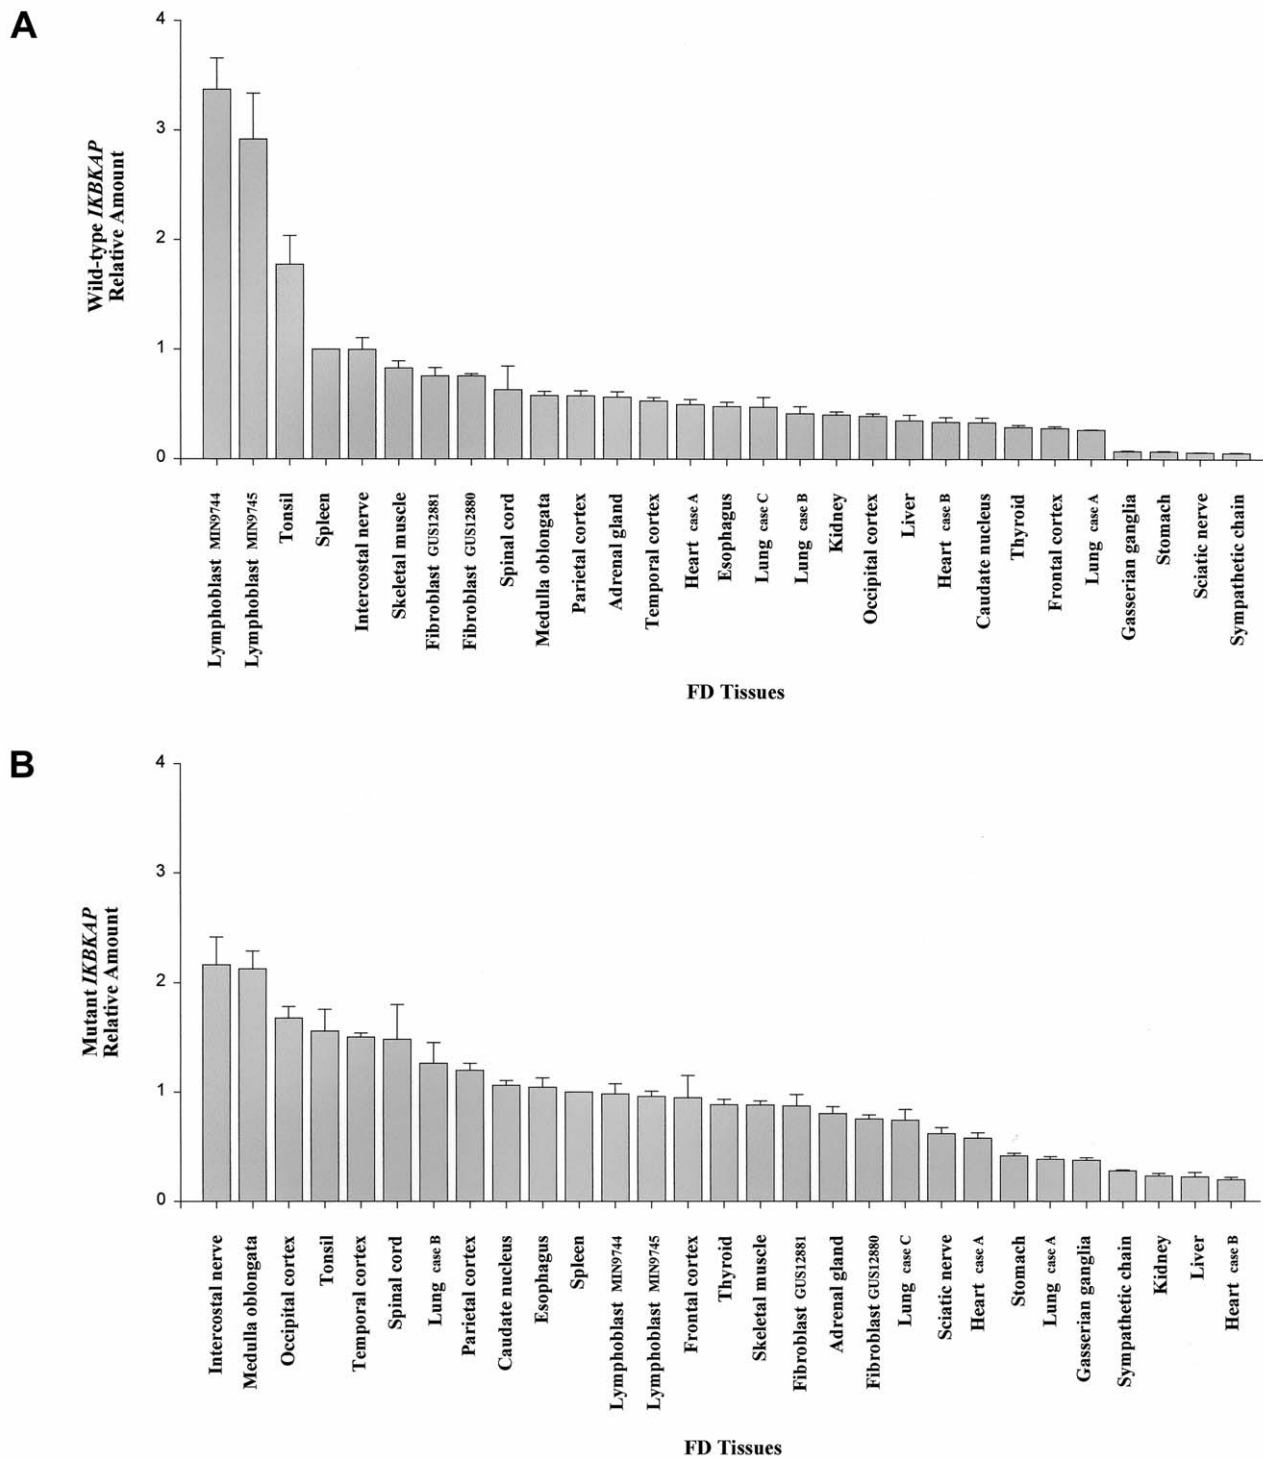 A
4
3
2
1
0
Wild-type IKBKAP
Relative Amount
Lymphoblast MIN9744
Lymphoblast MIN9745
Tonsil
Spleen
Intercostal nerve
Skeletal muscle
Fibroblast GUS12881
Fibroblast GUS12880
Spinal cord
Medulla oblongata
Parietal cortex
Adrenal gland
Temporal cortex
Heart case A
Esophagus
Lung case C
Lung case B
Kidney
Occipital cortex
Liver
Heart case B
Caudate nucleus
Thyroid
Frontal cortex
Lung case A
Gasserian ganglia
Stomach
Sciatic nerve
Sympathetic chain
FD Tissues
B
4
3
2
1
0
Mutant IKBKAP
Relative Amount
Intercostal nerve
Medulla oblongata
Occipital cortex
Tonsil
Temporal cortex
Spinal cord
Lung case B
Parietal cortex
Caudate nucleus
Esophagus
Spleen
Lymphoblast MIN9744
Lymphoblast MIN9745
Frontal cortex
Thyroid
Skeletal muscle
Fibroblast GUS12881
Adrenal gland
Fibroblast GUS12880
Lung case C
Sciatic nerve
Heart case A
Stomach
Lung case A
Gasserian ganglia
Sympathetic chain
Kidney
Liver
Heart case B
FD Tissues